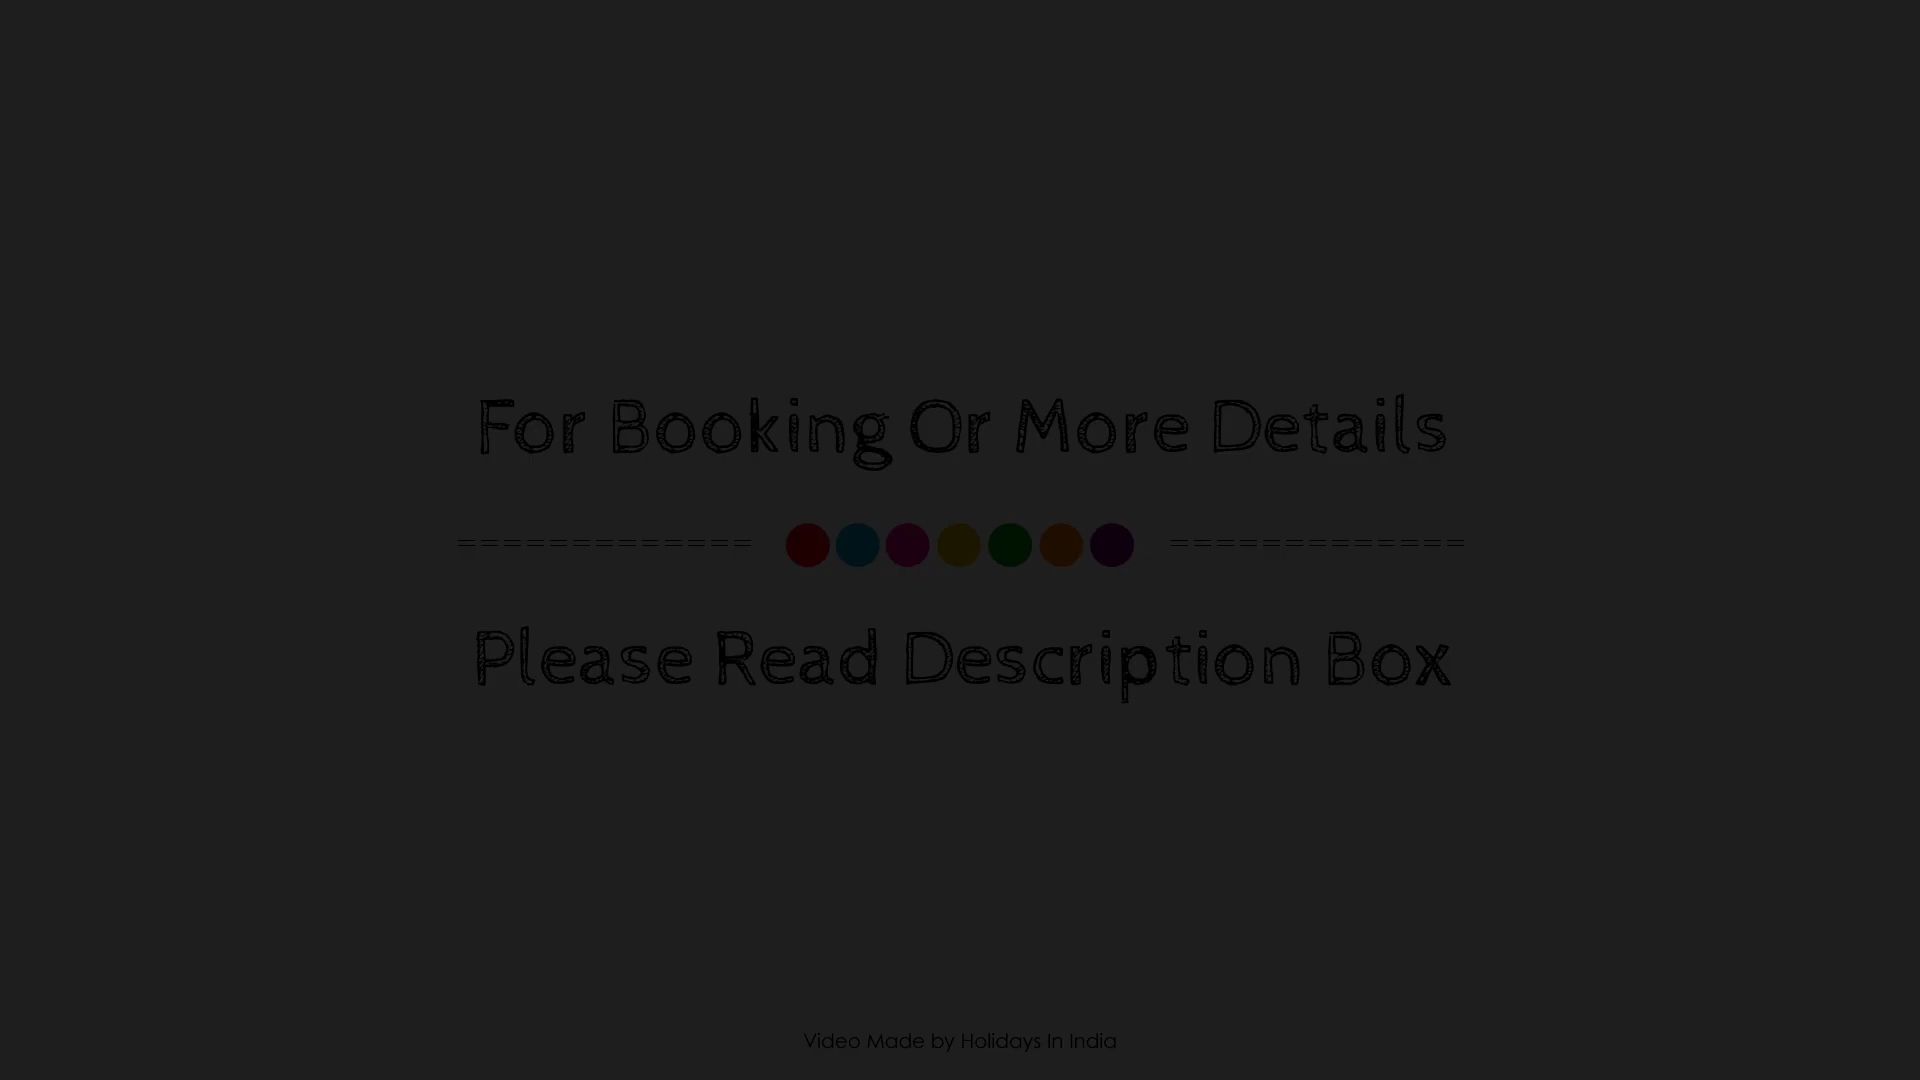 For Booking Or More Details
============= =============
Please Read Description Box
Video Made by Holidays In India